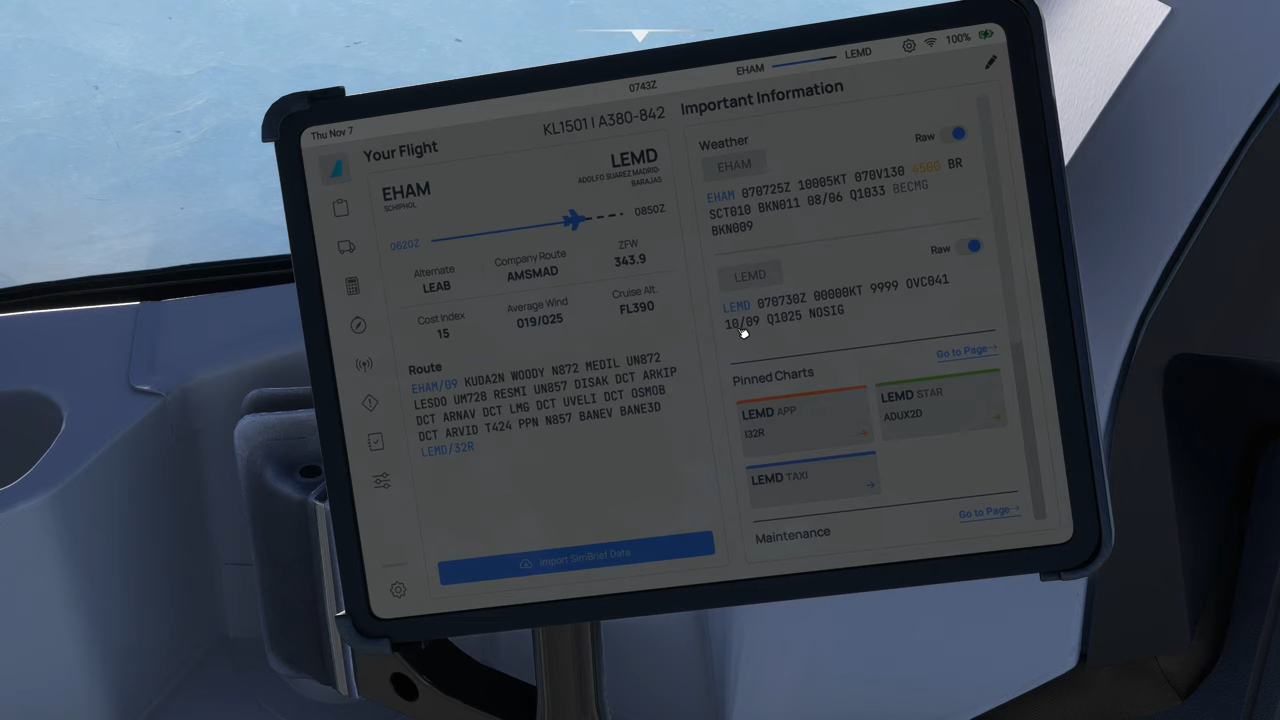 Thu Nov 7
0743Z
EHAM
LEMD
100%
Your Flight
KL1501 | A380-842
EHAM
SCHIPHOL
LEMD
ADOLFO SUAREZ MADRID-
BARAJAS
0620Z
0850Z
Alternate
LEAB
Company Route
AMSMAD
ZFW
343.9
Cost Index
15
Average Wind
019/025
Cruise Alt.
FL390
Route
EHAM/09 KUDA2N WOODY N872 MEDIL UN872
LESDO UM728 RESMI UN857 DISAK DCT ARKIP
DCT ARNAV DCT LMG DCT UVELI DCT OSMOB
DCT ARVID T424 PPN N857 BANEV BANE3D
LEMD/32R
Import SimBrief Data
Important Information
Weather
EHAM
Raw
EHAM 070725Z 10005KT 070V130 4500 BR
SCT010 BKN011 08/06 Q1033 BECMG
BKN009
LEMD
Raw
LEMD 070730Z 00000KT 9999 OVC041
10/09 Q1025 NOSIG
Pinned Charts
Go to Page
LEMD APP
I32R
LEMD STAR
ADUX2D
LEMD TAXI
Maintenance
Go to Page